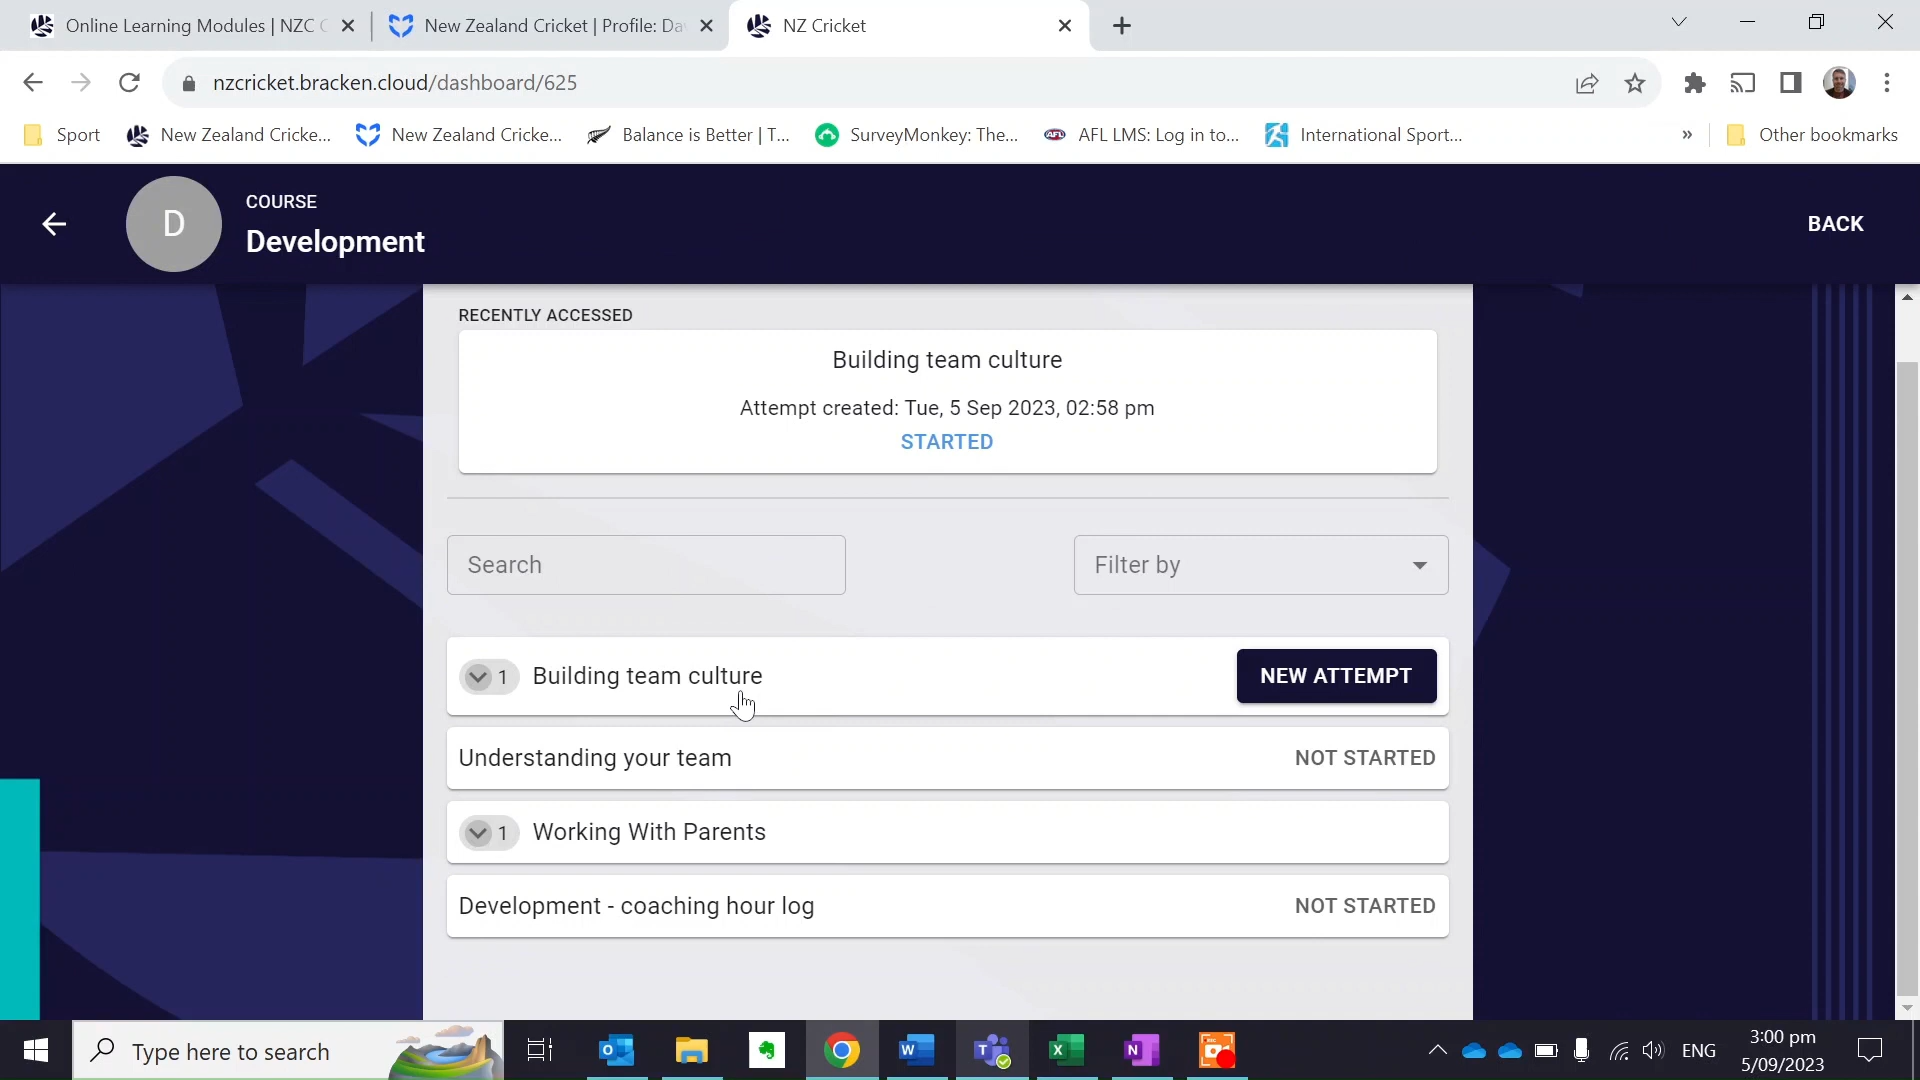 Online Learning Modules | NZC C
New Zealand Cricket | Profile: Da
NZ Cricket
nzcricket.bracken.cloud/dashboard/625
Sport
New Zealand Cricke...
New Zealand Cricke...
Balance is Better | T...
SurveyMonkey: The...
AFL LMS: Log in to...
International Sport...
»
Other bookmarks
D
COURSE
Development
BACK
RECENTLY ACCESSED
Building team culture
Attempt created: Tue, 5 Sep 2023, 02:58 pm
STARTED
Search
Filter by
1 Building team culture
NEW ATTEMPT
Understanding your team
NOT STARTED
1 Working With Parents
Development - coaching hour log
NOT STARTED
Type here to search
ENG
3:00 pm
5/09/2023